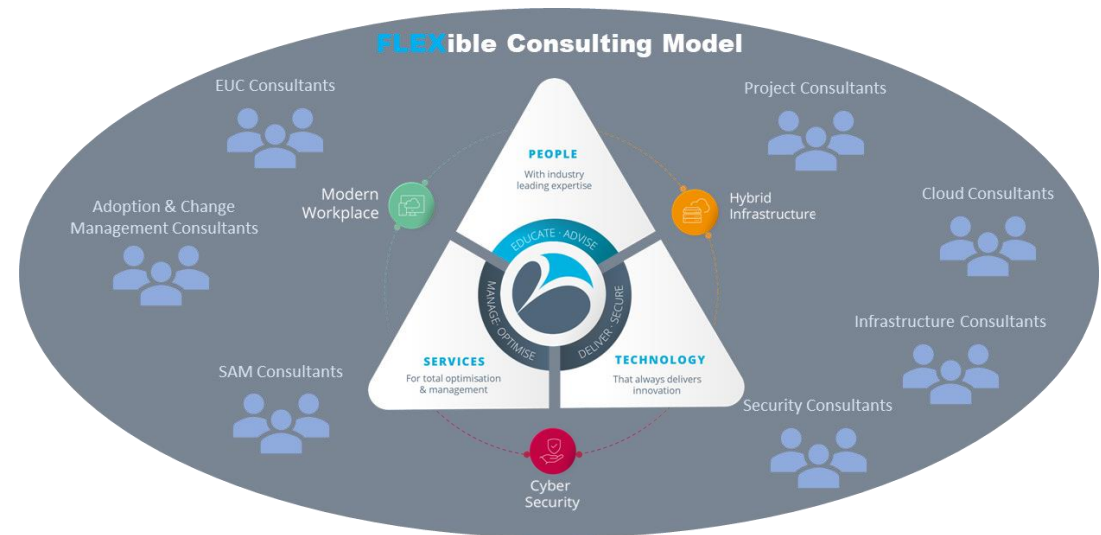 FLEXible Consulting Model
EUC Consultants
Project Consultants
PEOPLE
With industry
leading expertise
Modern
Workplace
Hybrid
Infrastructure
Adoption & Change
Management Consultants
Cloud Consultants
EDUCATE · ADVISE
MANAGE · OPTIMISE
DELIVER · SECURE
Infrastructure Consultants
SERVICES
For total optimisation
& management
TECHNOLOGY
That always delivers
innovation
SAM Consultants
Security Consultants
Cyber
Security